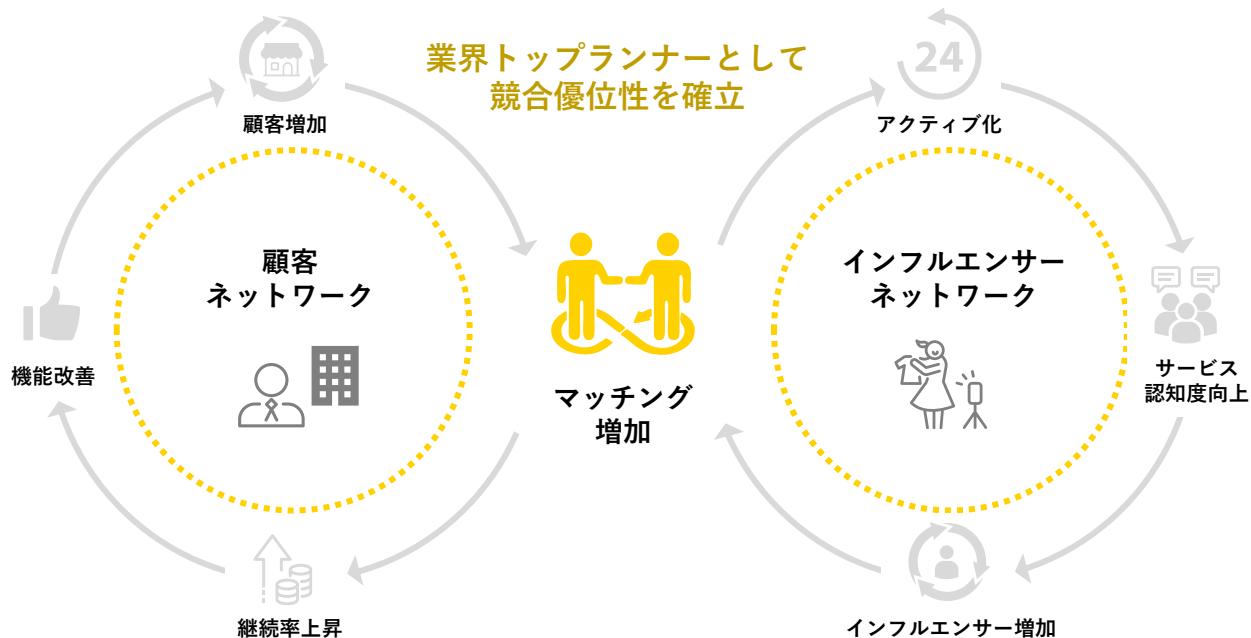 業界トップランナーとして
競合優位性を確立
24
顧客増加
アクティブ化
顧客
ネットワーク
インフルエンサー
ネットワーク
機能改善
マッチング
増加
サービス
認知度向上
継続率上昇
インフルエンサー増加